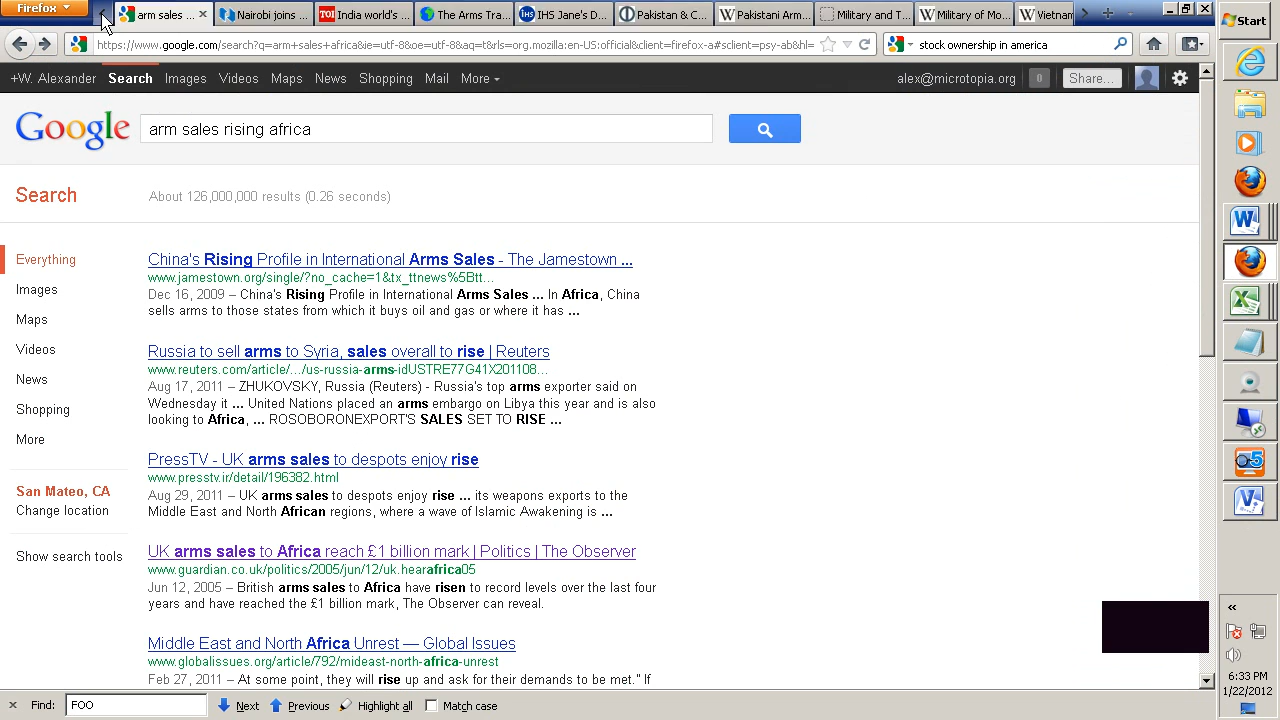 Firefox
arm sales ...
Nairobi joins ...
India world's ...
The Arms Tra...
IHS Jane's D...
Pakistan & C...
Pakistani Arm...
Military and T...
Military of Mo...
Vietnam
Start
https://www.google.com/search?q=arm+sales+africa&ie=utf-8&oe=utf-8&aq=t&rls=org.mozilla:en-US:official&client=firefox-a#sclient=psy-ab&hl=
stock ownership in america
+W. Alexander Search Images Videos Maps News Shopping Mail More
alex@microtopia.org 0 Share...
Google
arm sales rising africa
Search
About 126,000,000 results (0.26 seconds)
Everything
Images
Maps
Videos
News
Shopping
More
San Mateo, CA
Change location
Show search tools
China's Rising Profile in International Arms Sales - The Jamestown ...
www.jamestown.org/single/?no_cache=1&tx_ttnews%5Btt...
Dec 16, 2009 – China's Rising Profile in International Arms Sales ... In Africa, China
sells arms to those states from which it buys oil and gas or where it has ...
Russia to sell arms to Syria, sales overall to rise | Reuters
www.reuters.com/article/.../us-russia-arms-idUSTRE77G41X201108...
Aug 17, 2011 – ZHUKOVSKY, Russia (Reuters) - Russia's top arms exporter said on
Wednesday it ... United Nations placed an arms embargo on Libya this year and is also
looking to Africa, ... ROSOBORONEXPORT'S SALES SET TO RISE ...
PressTV - UK arms sales to despots enjoy rise
www.presstv.ir/detail/196382.html
Aug 29, 2011 – UK arms sales to despots enjoy rise ... its weapons exports to the
Middle East and North African regions, where a wave of Islamic Awakening is ...
UK arms sales to Africa reach £1 billion mark | Politics | The Observer
www.guardian.co.uk/politics/2005/jun/12/uk.hearafrica05
Jun 12, 2005 – British arms sales to Africa have risen to record levels over the last four
years and have reached the £1 billion mark, The Observer can reveal.
Middle East and North Africa Unrest — Global Issues
www.globalissues.org/article/792/mideast-north-africa-unrest
Feb 27, 2011 – At some point, they will rise up and ask for their demands to be met." If
Find: FOO Next Previous Highlight all Match case
6:33 PM
1/22/2012